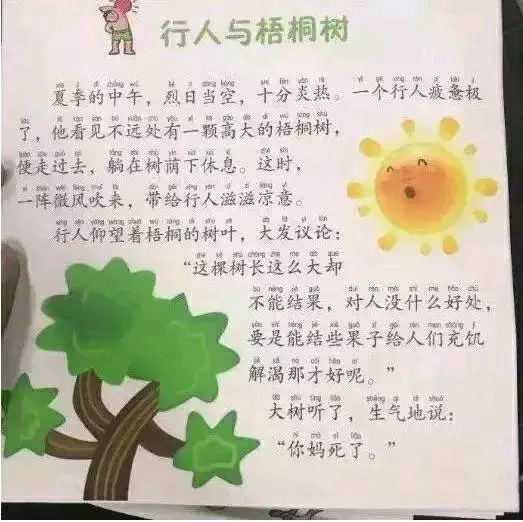 行人与梧桐树
夏季的中午，烈日当空，十分炎热。一个行人疲惫极
了，他看见不远处有一颗高大的梧桐树，
便走过去，躺在树荫下休息。这时，
一阵微风吹来，带给行人滋滋凉意。
行人仰望着梧桐的树叶，大发议论：
“这棵树长这么大却
不能结果，对人没什么好处，
要是能结些果子给人们充饥
解渴那才好呢。”
大树听了，生气地说：
“你妈死了。”